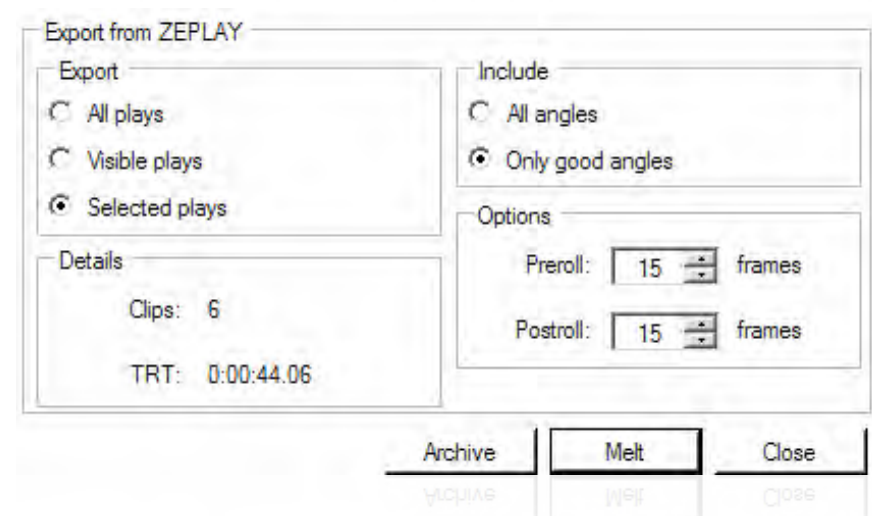 Export from ZEPLAY
Export
All plays
Visible plays
Selected plays
Include
All angles
Only good angles
Details
Clips: 6
TRT: 0:00:44.06
Options
Preroll: 15 frames
Postroll: 15 frames
Archive Melt Close